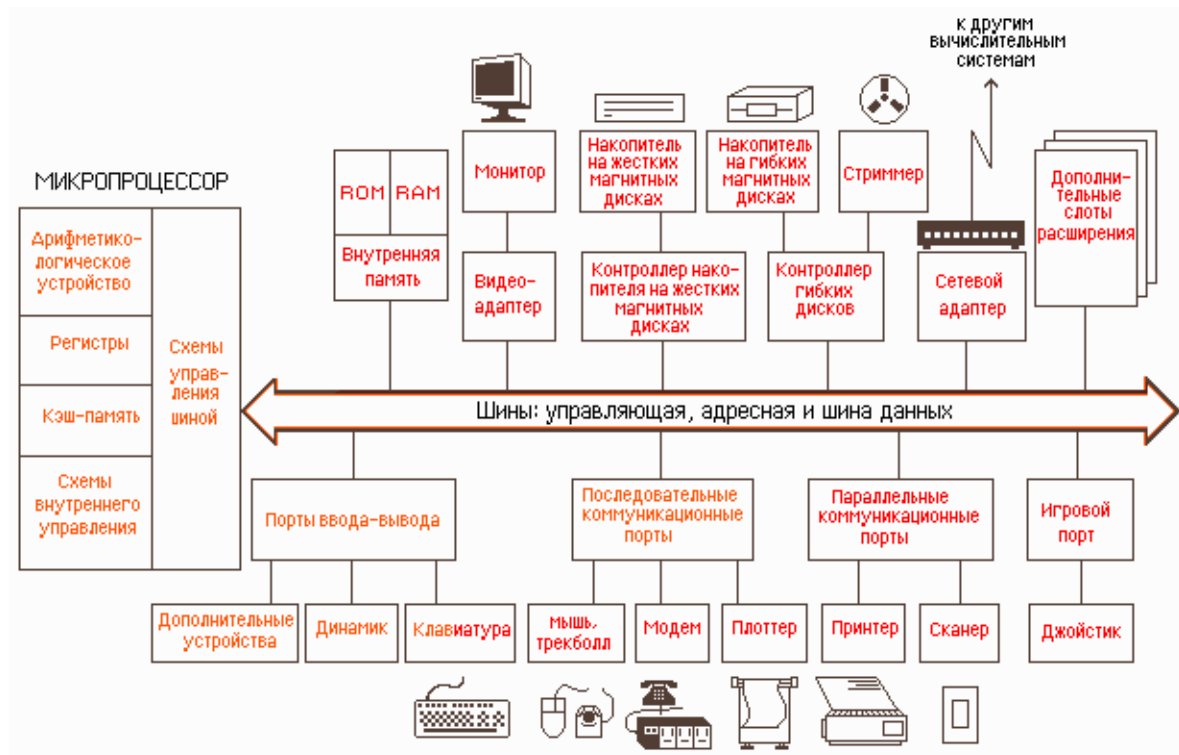 к другим
вычислительным
системам
МИКРОПРОЦЕССОР
Арифметико-
логическое
устройство
Регистры
Кэш-память
Схемы
внутреннего
управления
Схемы
управ-
ления
шиной
ROM
RAM
Внутренняя
память
Монитор
Видео-
адаптер
Накопитель
на жестких
магнитных
дисках
Контроллер нако-
пителя на жестких
магнитных
дисках
Накопитель
на гибких
магнитных
дисках
Стриммер
Контроллер
гибких
дисков
Сетевой
адаптер
Дополни-
тельные
слоты
расширения
Шины: управляющая, адресная и шина данных
Порты ввода-вывода
Последовательные
коммуникационные
порты
Параллельные
коммуникационные
порты
Игровой
порт
Дополнительные
устройства
Динамик
Клавиатура
мышь,
трекболл
Модем
Плоттер
Принтер
Сканер
Джойстик